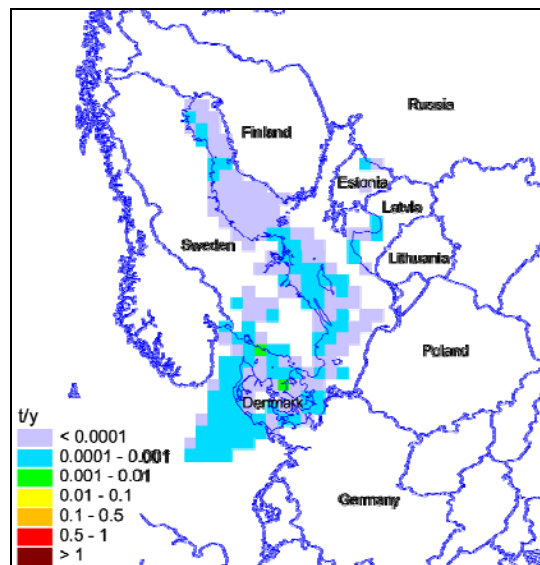 Russia
Finland
Estonia
Latvia
Sweden
Lithuania
Poland
Denmark
Germany
t/y
< 0.0001
0.0001 - 0.001
0.001 - 0.01
0.01 - 0.1
0.1 - 0.5
0.5 - 1
> 1